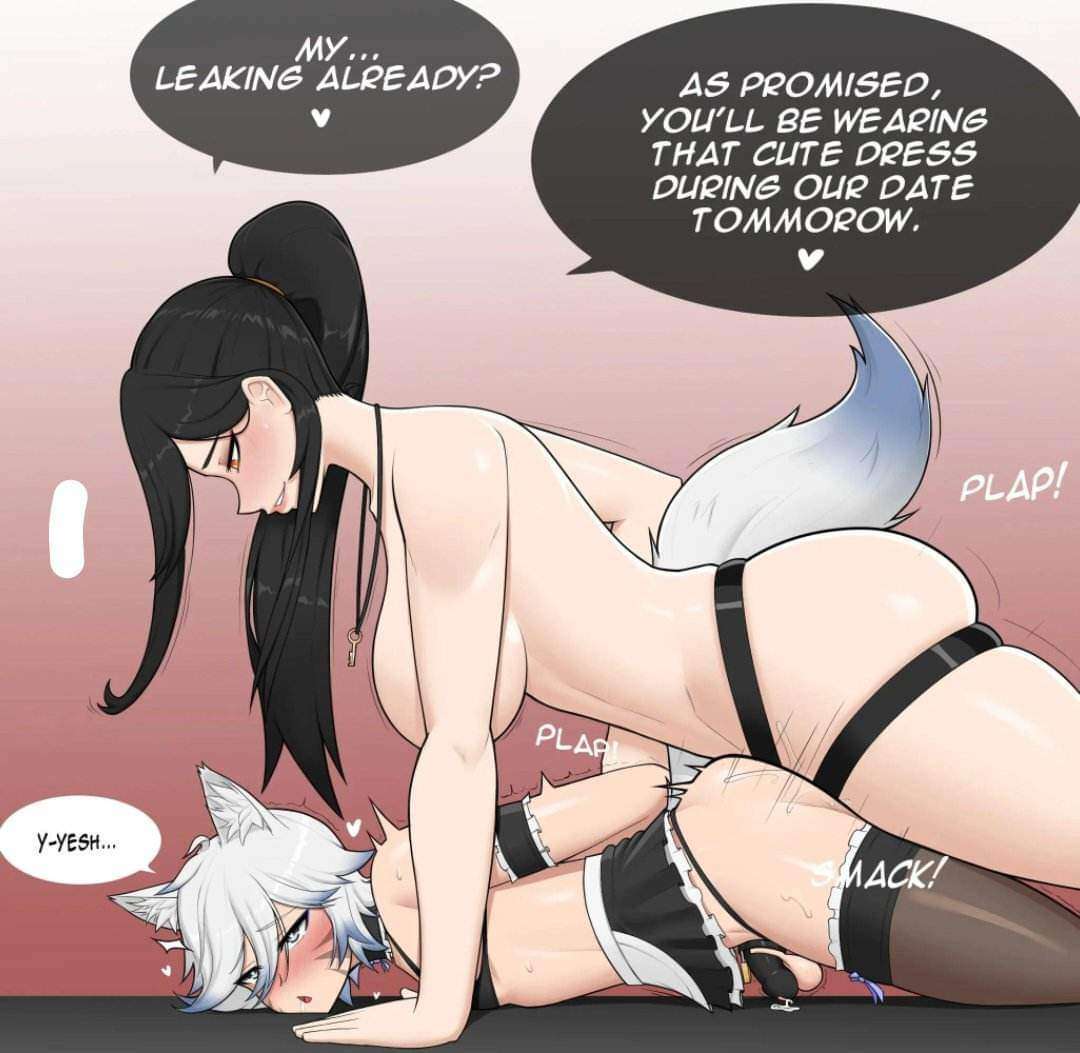 MY...
LEAKING ALREADY?
♥
AS PROMISED,
YOU'LL BE WEARING
THAT CUTE DRESS
DURING OUR DATE
TOMMOROW.
♥
PLAP!
PLAP!
Y-YESH...
SMACK!